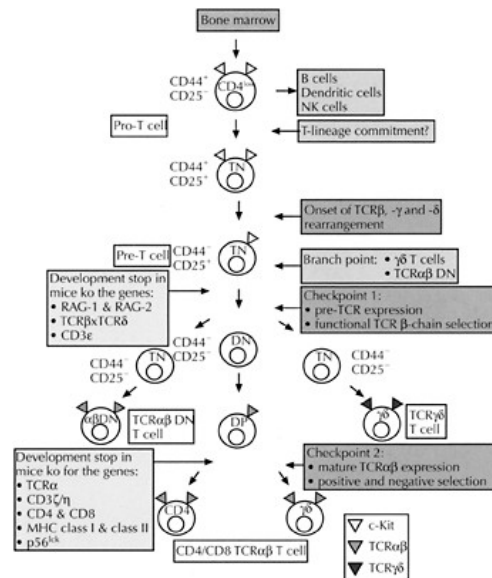 Bone marrow
CD44⁺
CD25⁻
CD4ˡᵒʷ
B cells
Dendritic cells
NK cells
Pro-T cell
T-lineage commitment?
CD44⁺
CD25⁺
TN
Onset of TCRβ, -γ and -δ
rearrangement
Pre-T cell
CD44⁻
CD25⁺
TN
Branch point: • γδ T cells
• TCRαβ DN
Development stop in
mice ko the genes:
• RAG-1 & RAG-2
• TCRβxTCRδ
• CD3ε
Checkpoint 1:
• pre-TCR expression
• functional TCR β-chain selection
CD44⁻
CD25⁻
TN
CD44⁻
CD25⁻
DN
TN
CD44⁻
CD25⁻
αβDN
TCRαβ DN
T cell
DP
γδ
TCRγδ
T cell
Development stop in
mice ko for the genes:
• TCRα
• CD3ζ/η
• CD4 & CD8
• MHC class I & class II
• p56ˡᶜᵏ
Checkpoint 2:
• mature TCRαβ expression
• positive and negative selection
CD4
γδ
CD4/CD8 TCRαβ T cell
c-Kit
TCRαβ
TCRγδ